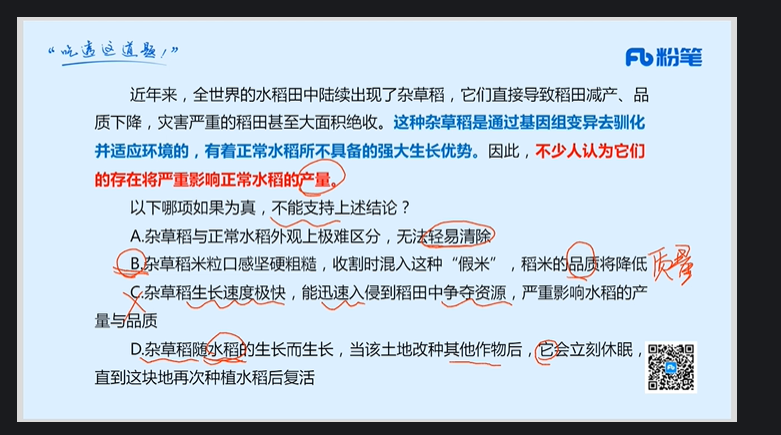 “吃透这道题！”
粉笔
近年来，全世界的水稻田中陆续出现了杂草稻，它们直接导致稻田减产、品
质下降，灾害严重的稻田甚至大面积绝收。这种杂草稻是通过基因组变异去驯化
并适应环境的，有着正常水稻所不具备的强大生长优势。因此，不少人认为它们
的存在将严重影响正常水稻的产量。
以下哪项如果为真，不能支持上述结论？
A.杂草稻与正常水稻外观上极难区分，无法轻易清除
B.杂草稻米粒口感坚硬粗糙，收割时混入这种“假米”，稻米的品质将降低
质量
C.杂草稻生长速度极快，能迅速入侵到稻田中争夺资源，严重影响水稻的产
量与品质
D.杂草稻随水稻的生长而生长，当该土地改种其他作物后，它会立刻休眠，
直到这块地再次种植水稻后复活